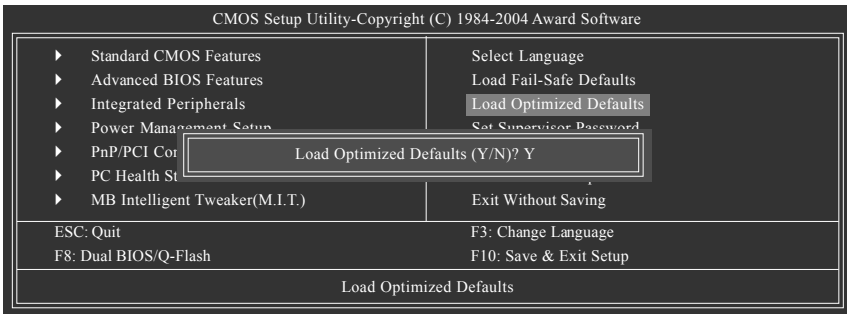 CMOS Setup Utility-Copyright (C) 1984-2004 Award Software
Standard CMOS Features
Advanced BIOS Features
Integrated Peripherals
Power Management Setup
PnP/PCI
PC Health
MB Intelligent Tweaker(M.I.T.)
Select Language
Load Fail-Safe Defaults
Load Optimized Defaults
Set Supervisor Password
Exit Without Saving
Load Optimized Defaults (Y/N)? Y
ESC: Quit
F3: Change Language
F8: Dual BIOS/Q-Flash
F10: Save & Exit Setup
Load Optimized Defaults